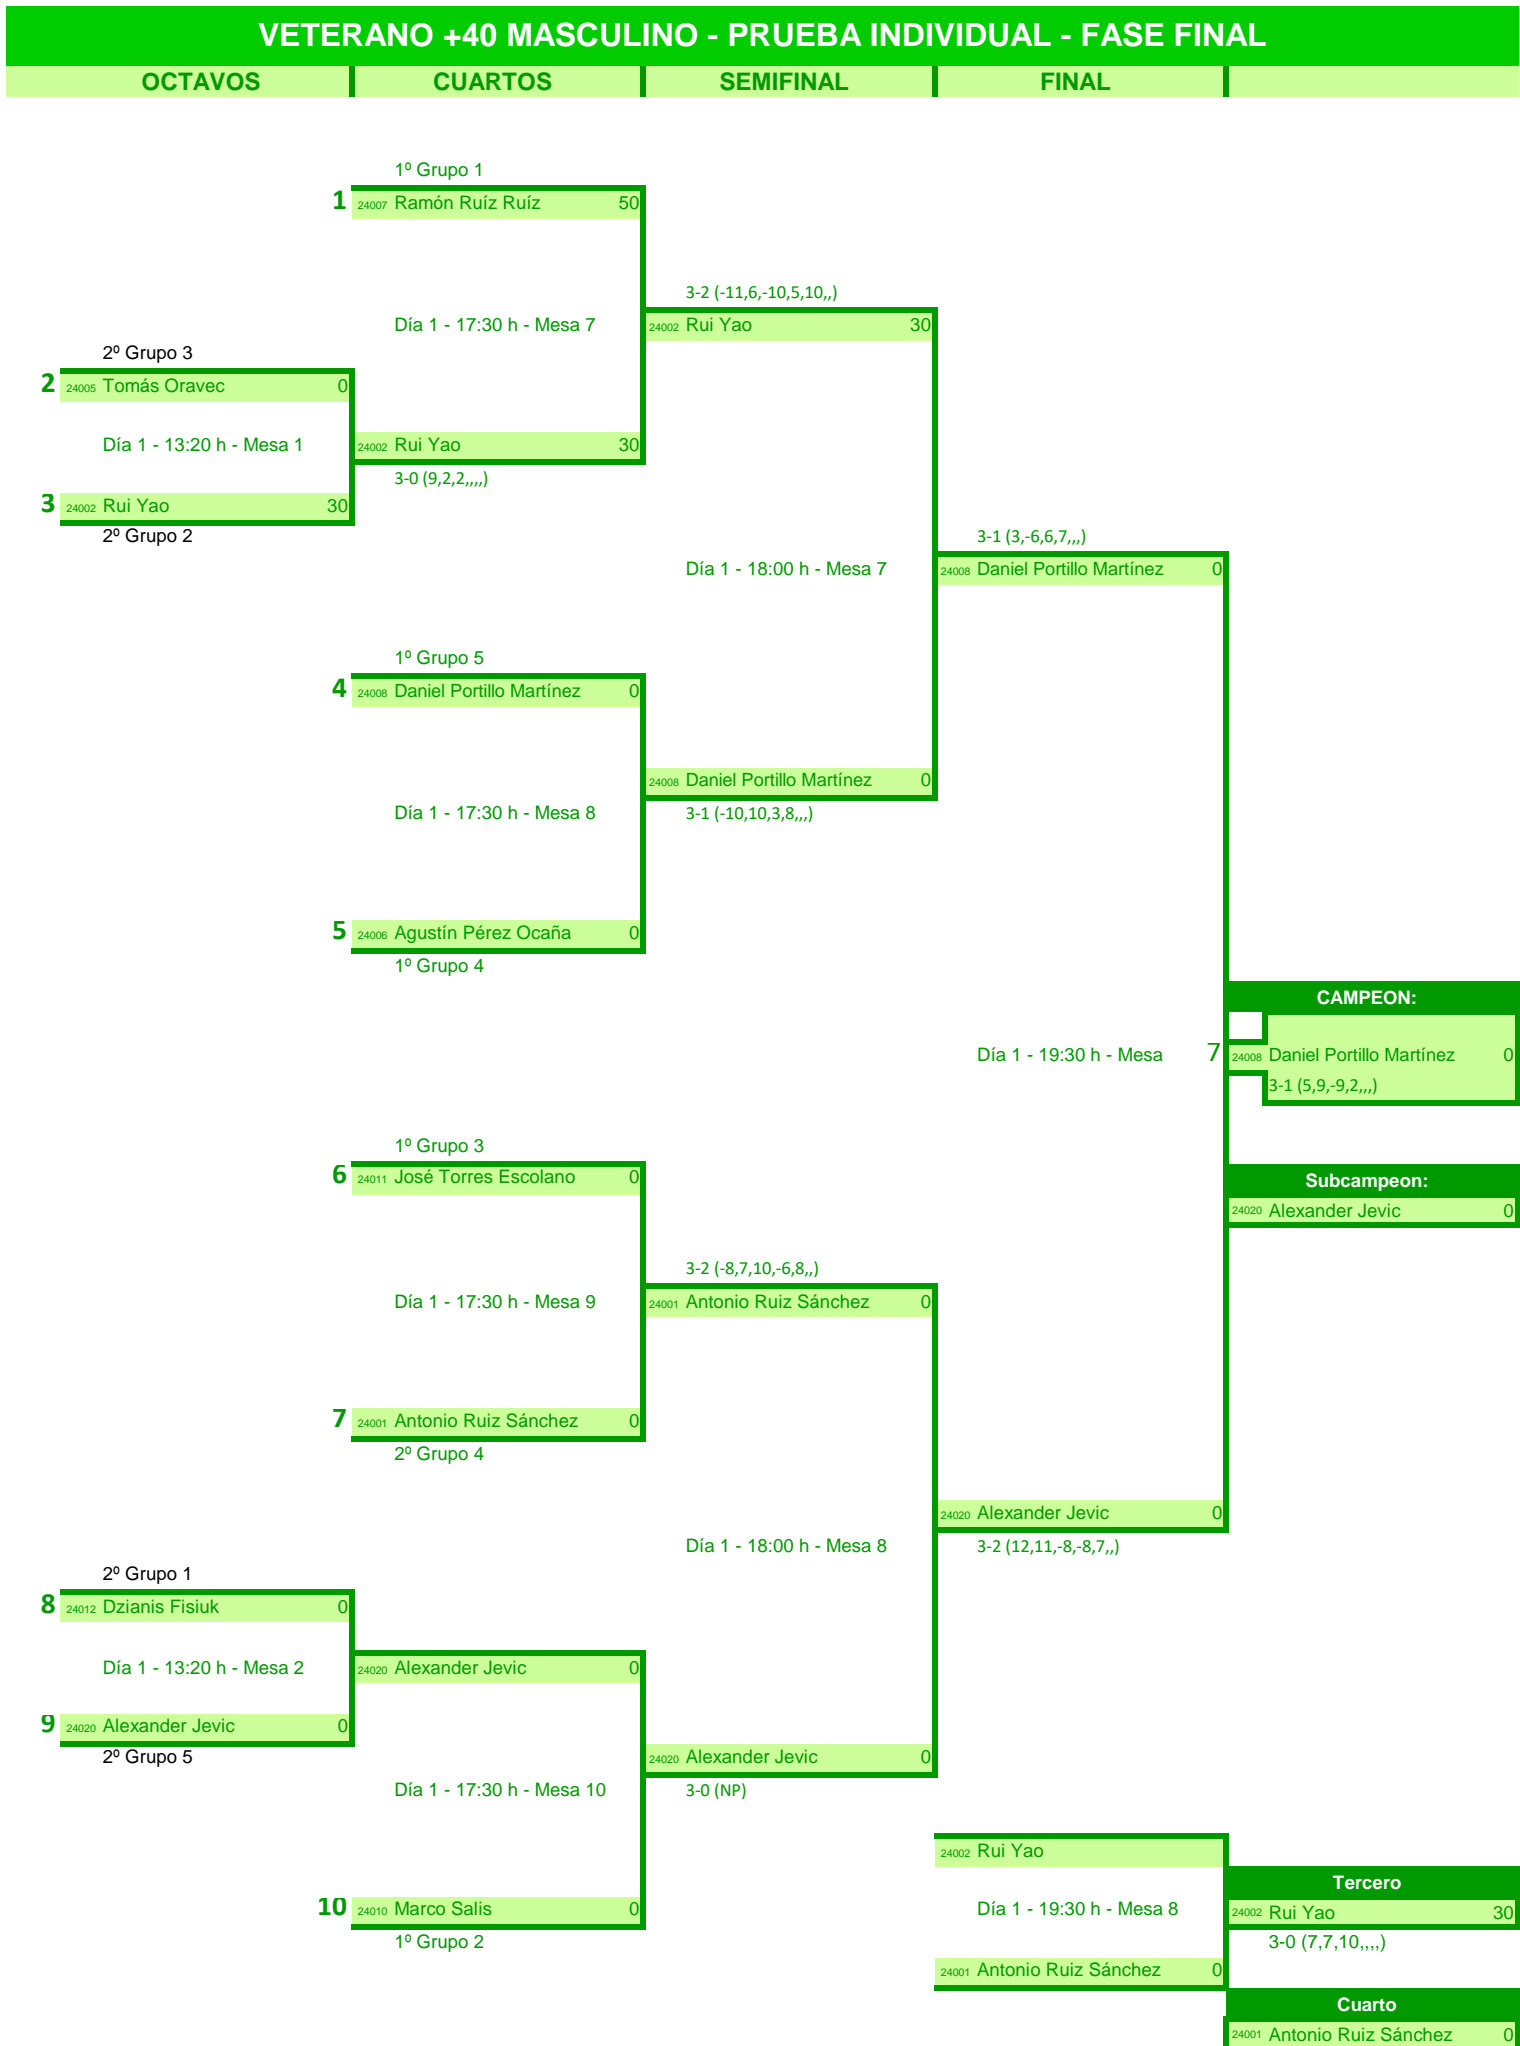 VETERANO +40 MASCULINO - PRUEBA INDIVIDUAL - FASE FINAL
OCTAVOS CUARTOS SEMIFINAL FINAL
1º Grupo 1
1 24007 Ramón Ruíz Ruíz 50
3-2 (-11,6,-10,5,10,,)
Día 1 - 17:30 h - Mesa 7 24002 Rui Yao 30
2º Grupo 3
2 24005 Tomás Oravec 0
Día 1 - 13:20 h - Mesa 1 24002 Rui Yao 30
3-0 (9,2,2,,,,)
3 24002 Rui Yao 30
2º Grupo 2 3-1 (3,-6,6,7,,,)
Día 1 - 18:00 h - Mesa 7 24008 Daniel Portillo Martínez 0
1º Grupo 5
4 24008 Daniel Portillo Martínez 0
24008 Daniel Portillo Martínez 0
Día 1 - 17:30 h - Mesa 8 3-1 (-10,10,3,8,,,)
5 24006 Agustín Pérez Ocaña 0
1º Grupo 4
CAMPEON:
Día 1 - 19:30 h - Mesa 7 24008 Daniel Portillo Martínez 0
3-1 (5,9,-9,2,,,)
1º Grupo 3
6 24011 José Torres Escolano 0 Subcampeon:
24020 Alexander Jevic 0
3-2 (-8,7,10,-6,8,,)
Día 1 - 17:30 h - Mesa 9 24001 Antonio Ruiz Sánchez 0
7 24001 Antonio Ruiz Sánchez 0
2º Grupo 4
24020 Alexander Jevic 0
Día 1 - 18:00 h - Mesa 8 3-2 (12,11,-8,-8,7,,)
2º Grupo 1
8 24012 Dzianis Fisiuk 0
Día 1 - 13:20 h - Mesa 2 24020 Alexander Jevic 0
9 24020 Alexander Jevic 0
2º Grupo 5 24020 Alexander Jevic 0
Día 1 - 17:30 h - Mesa 10 3-0 (NP)
24002 Rui Yao
Tercero
10 24010 Marco Salis 0 Día 1 - 19:30 h - Mesa 8 24002 Rui Yao 30
1º Grupo 2 3-0 (7,7,10,,,,)
24001 Antonio Ruiz Sánchez 0
Cuarto
24001 Antonio Ruiz Sánchez 0